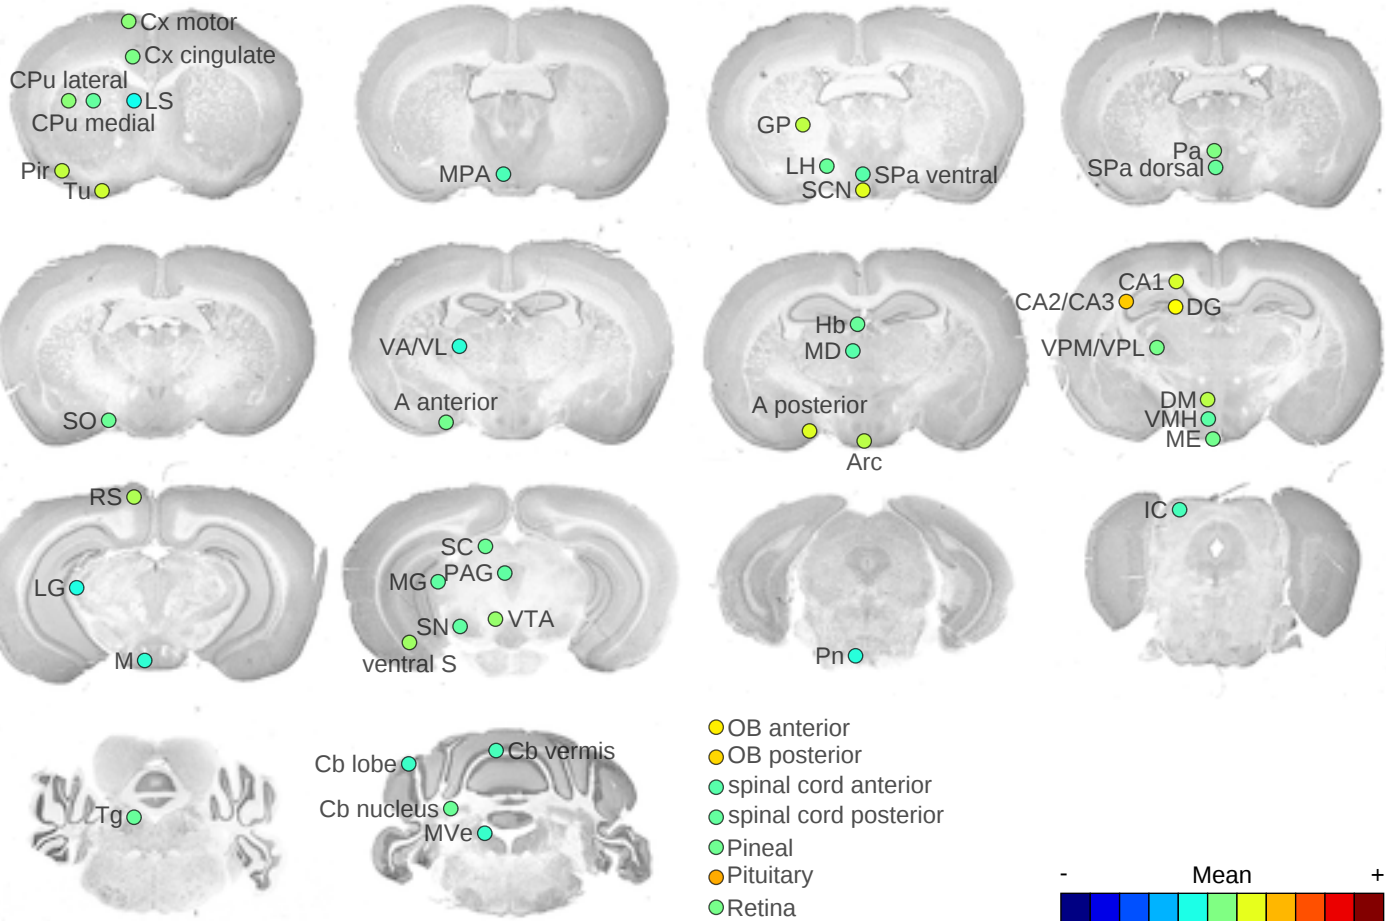 Cx motor
Cx cingulate
CPu lateral
LS
CPu medial
Pir
Tu
MPA
GP
LH
SPa ventral
SCN
Pa
SPa dorsal
SO
VA/VL
A anterior
Hb
MD
A posterior
Arc
CA1
CA2/CA3
DG
VPM/VPL
DM
VMH
ME
RS
LG
M
SC
PAG
MG
VTA
SN
ventral S
Pn
IC
Tg
Cb vermis
Cb lobe
Cb nucleus
MVe
OB anterior
OB posterior
spinal cord anterior
spinal cord posterior
Pineal
Pituitary
Retina
- Mean +